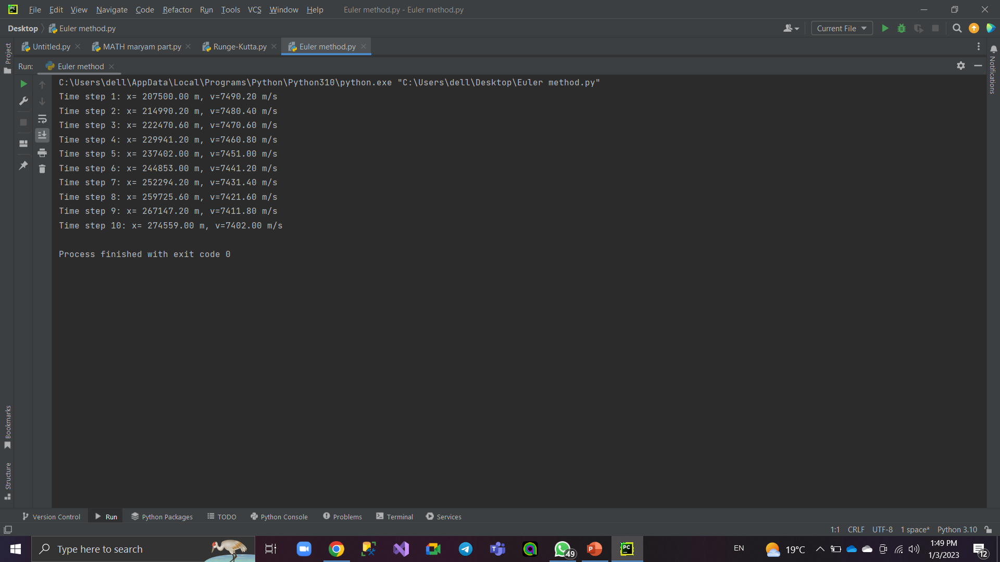 File Edit View Navigate Code Refactor Run Tools VCS Window Help Euler method.py - Euler method.py
Desktop Euler method.py Current File
Untitled.py MATH maryam part.py Runge-Kutta.py Euler method.py
Project
Notifications
Run: Euler method
C:\Users\dell\AppData\Local\Programs\Python\Python310\python.exe "C:\Users\dell\Desktop\Euler method.py"
Time step 1: x= 207500.00 m, v=7490.20 m/s
Time step 2: x= 214990.20 m, v=7480.40 m/s
Time step 3: x= 222470.60 m, v=7470.60 m/s
Time step 4: x= 229941.20 m, v=7460.80 m/s
Time step 5: x= 237402.00 m, v=7451.00 m/s
Time step 6: x= 244853.00 m, v=7441.20 m/s
Time step 7: x= 252294.20 m, v=7431.40 m/s
Time step 8: x= 259725.60 m, v=7421.60 m/s
Time step 9: x= 267147.20 m, v=7411.80 m/s
Time step 10: x= 274559.00 m, v=7402.00 m/s
Process finished with exit code 0
Bookmarks
Structure
Version Control Run Python Packages TODO Python Console Problems Terminal Services
1:1 CRLF UTF-8 1 space* Python 3.10
Type here to search 49 EN 19°C 1:49 PM
1/3/2023 12